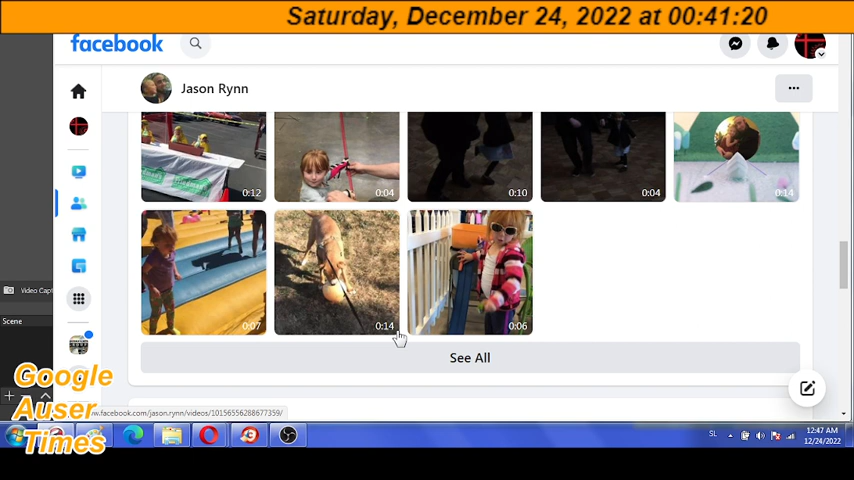 Saturday, December 24, 2022 at 00:41:20
facebook
Jason Rynn
0:12
0:04
0:10
0:04
0:14
0:07
0:14
0:06
See All
Video Capt
Scene
Google
Auser
Times
w.facebook.com/jason.rynn/videos/10156556288677359/
SL
12:47 AM
12/24/2022